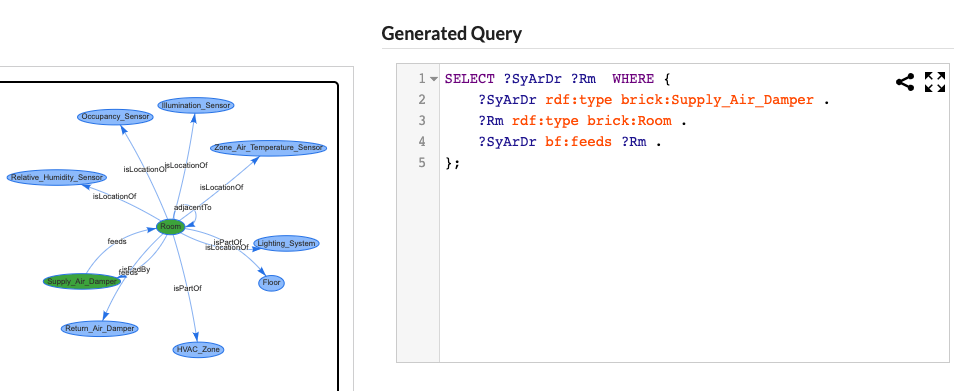 Generated Query
1 SELECT ?SyArDr ?Rm WHERE {
2 ?SyArDr rdf:type brick:Supply_Air_Damper .
3 ?Rm rdf:type brick:Room .
4 ?SyArDr bf:feeds ?Rm .
5 };
Illumination_Sensor
Occupancy_Sensor
Zone_Air_Temperature_Sensor
isLocationOf
isLocationOf
Relative_Humidity_Sensor
isLocationOf
isLocationOf
adjacentTo
Room
feeds
isPartOf
Lighting_System
isLocationOf
isFedBy
feeds
Supply_Air_Damper
Floor
isPartOf
Return_Air_Damper
HVAC_Zone